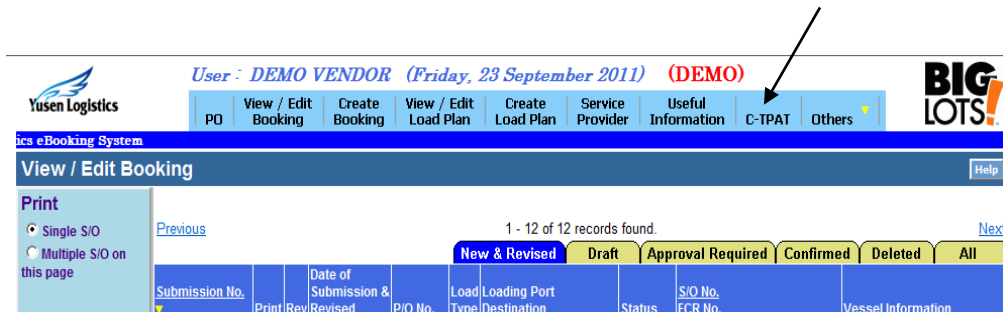 User : DEMO VENDOR (Friday, 23 September 2011) (DEMO)
Yusen Logistics
BIG LOTS!
PO View / Edit Booking Create Booking View / Edit Load Plan Create Load Plan Service Provider Useful Information C-TPAT Others
ics eBooking System
View / Edit Booking Help
Print
Single S/O
Multiple S/O on this page
Previous 1 - 12 of 12 records found. Next
New & Revised Draft Approval Required Confirmed Deleted All
Submission No. Print Rev Date of Submission & Revised P/O No. Load Type Loading Port Destination Status S/O No. FCR No. Vessel Information